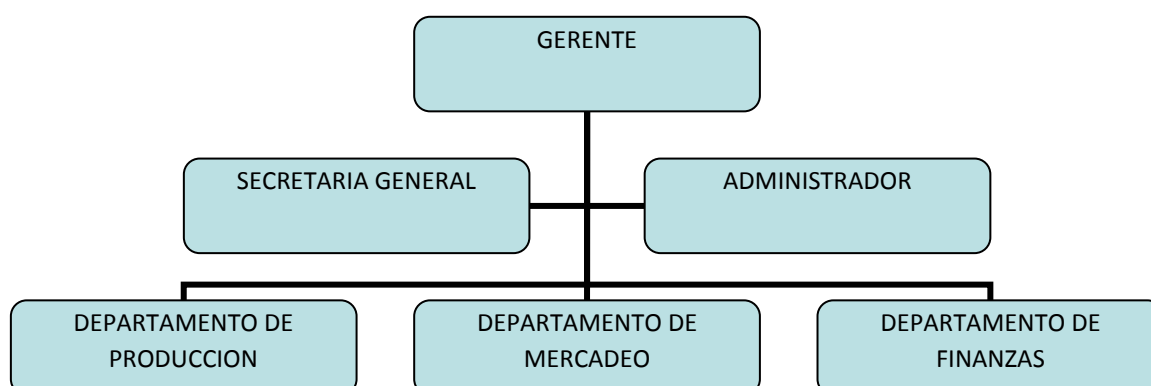 GERENTE
SECRETARIA GENERAL
ADMINISTRADOR
DEPARTAMENTO DE
PRODUCCION
DEPARTAMENTO DE
MERCADEO
DEPARTAMENTO DE
FINANZAS